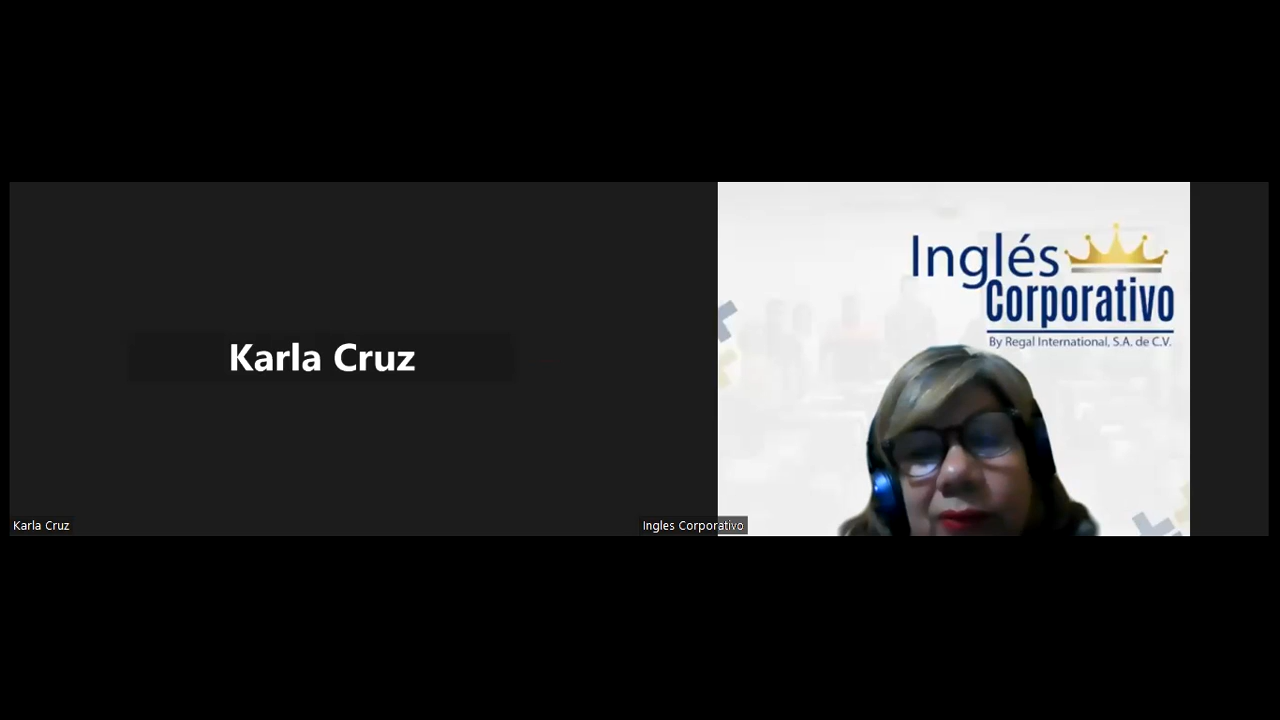 Karla Cruz
Karla Cruz
Inglés
Corporativo
By Regal International, S.A. de C.V.
Ingles Corporativo